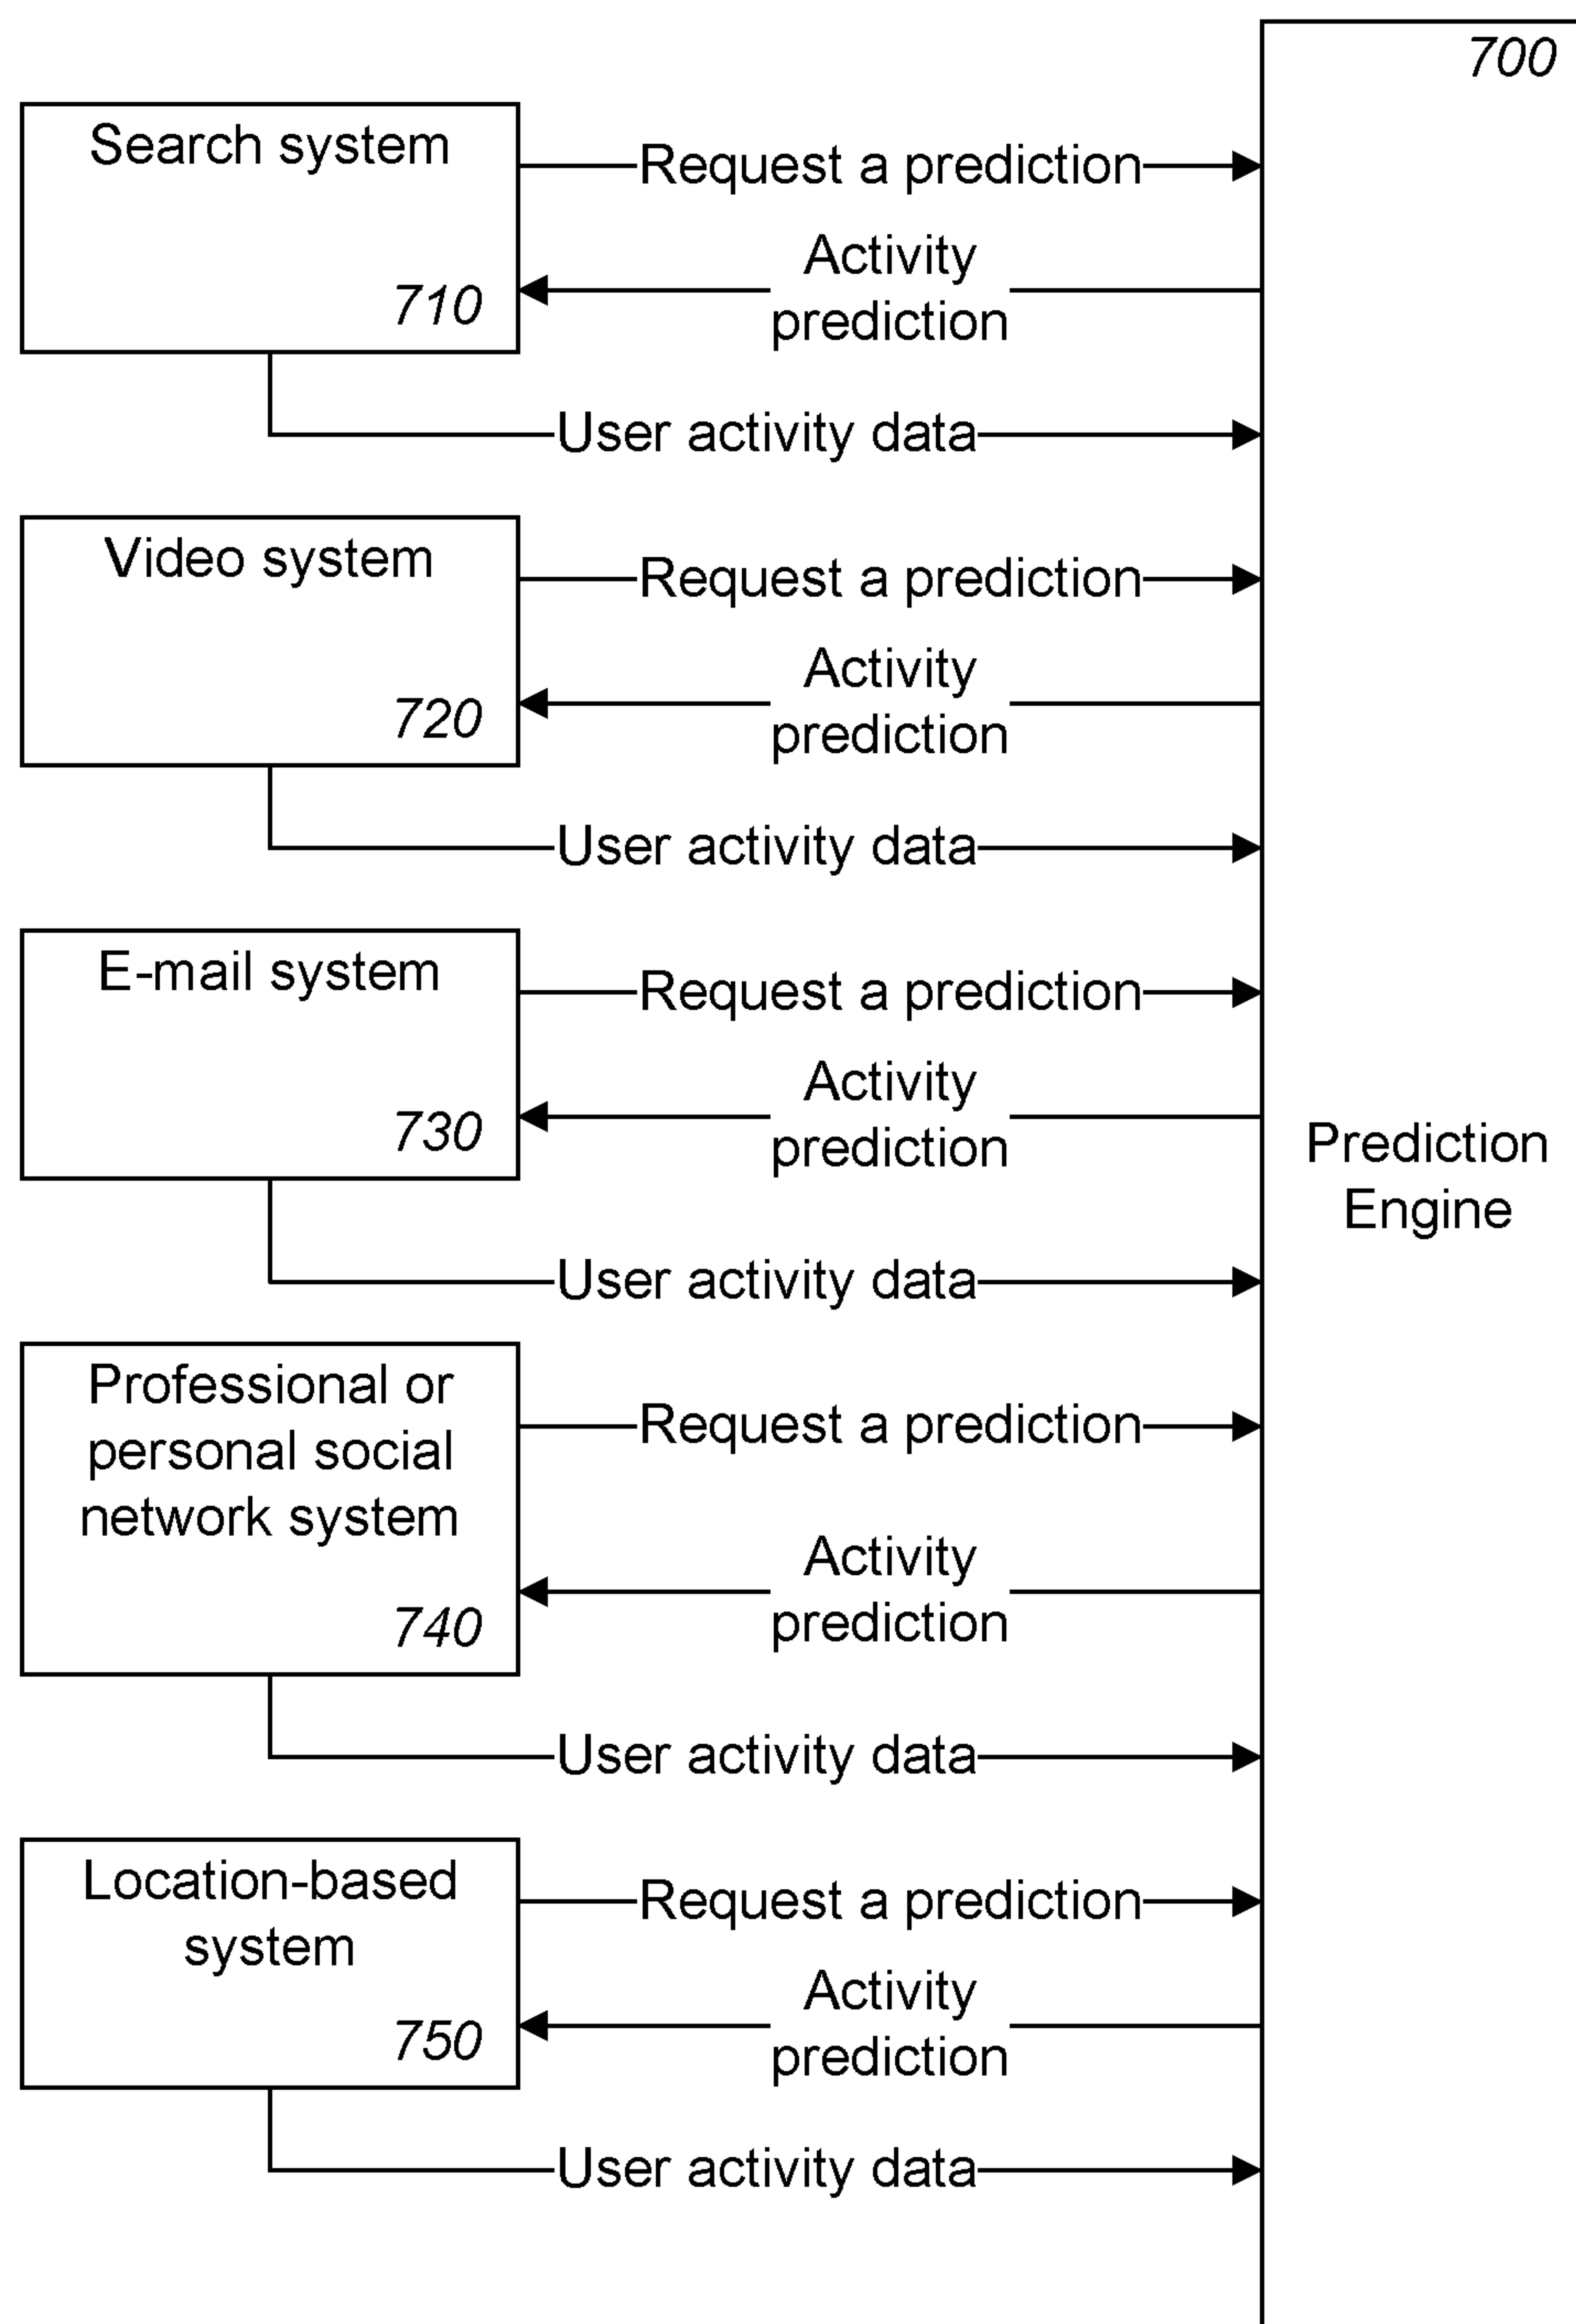 700
Search system
710
Request a prediction
Activity
prediction
User activity data
Video system
720
Request a prediction
Activity
prediction
User activity data
E-mail system
730
Request a prediction
Activity
prediction
User activity data
Prediction
Engine
Professional or
personal social
network system
740
Request a prediction
Activity
prediction
User activity data
Location-based
system
750
Request a prediction
Activity
prediction
User activity data